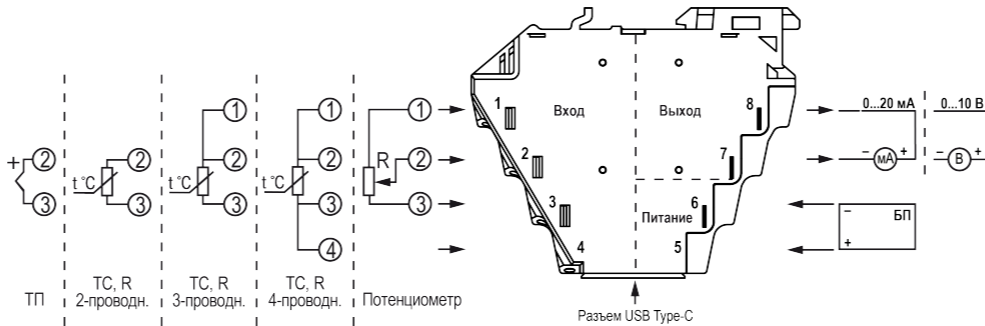 1
8
0...20 мА
0...10 В
Вход
Выход
1
1
1
+
2
2
2
2
R
2
2
7
−
мА
+
−
В
+
t °C
t °C
t °C
3
3
3
3
3
3
6
Питание
−
БП
+
4
4
5
ТП
ТС, R
2-проводн.
ТС, R
3-проводн.
ТС, R
4-проводн.
Потенциометр
Разъем USB Type-C